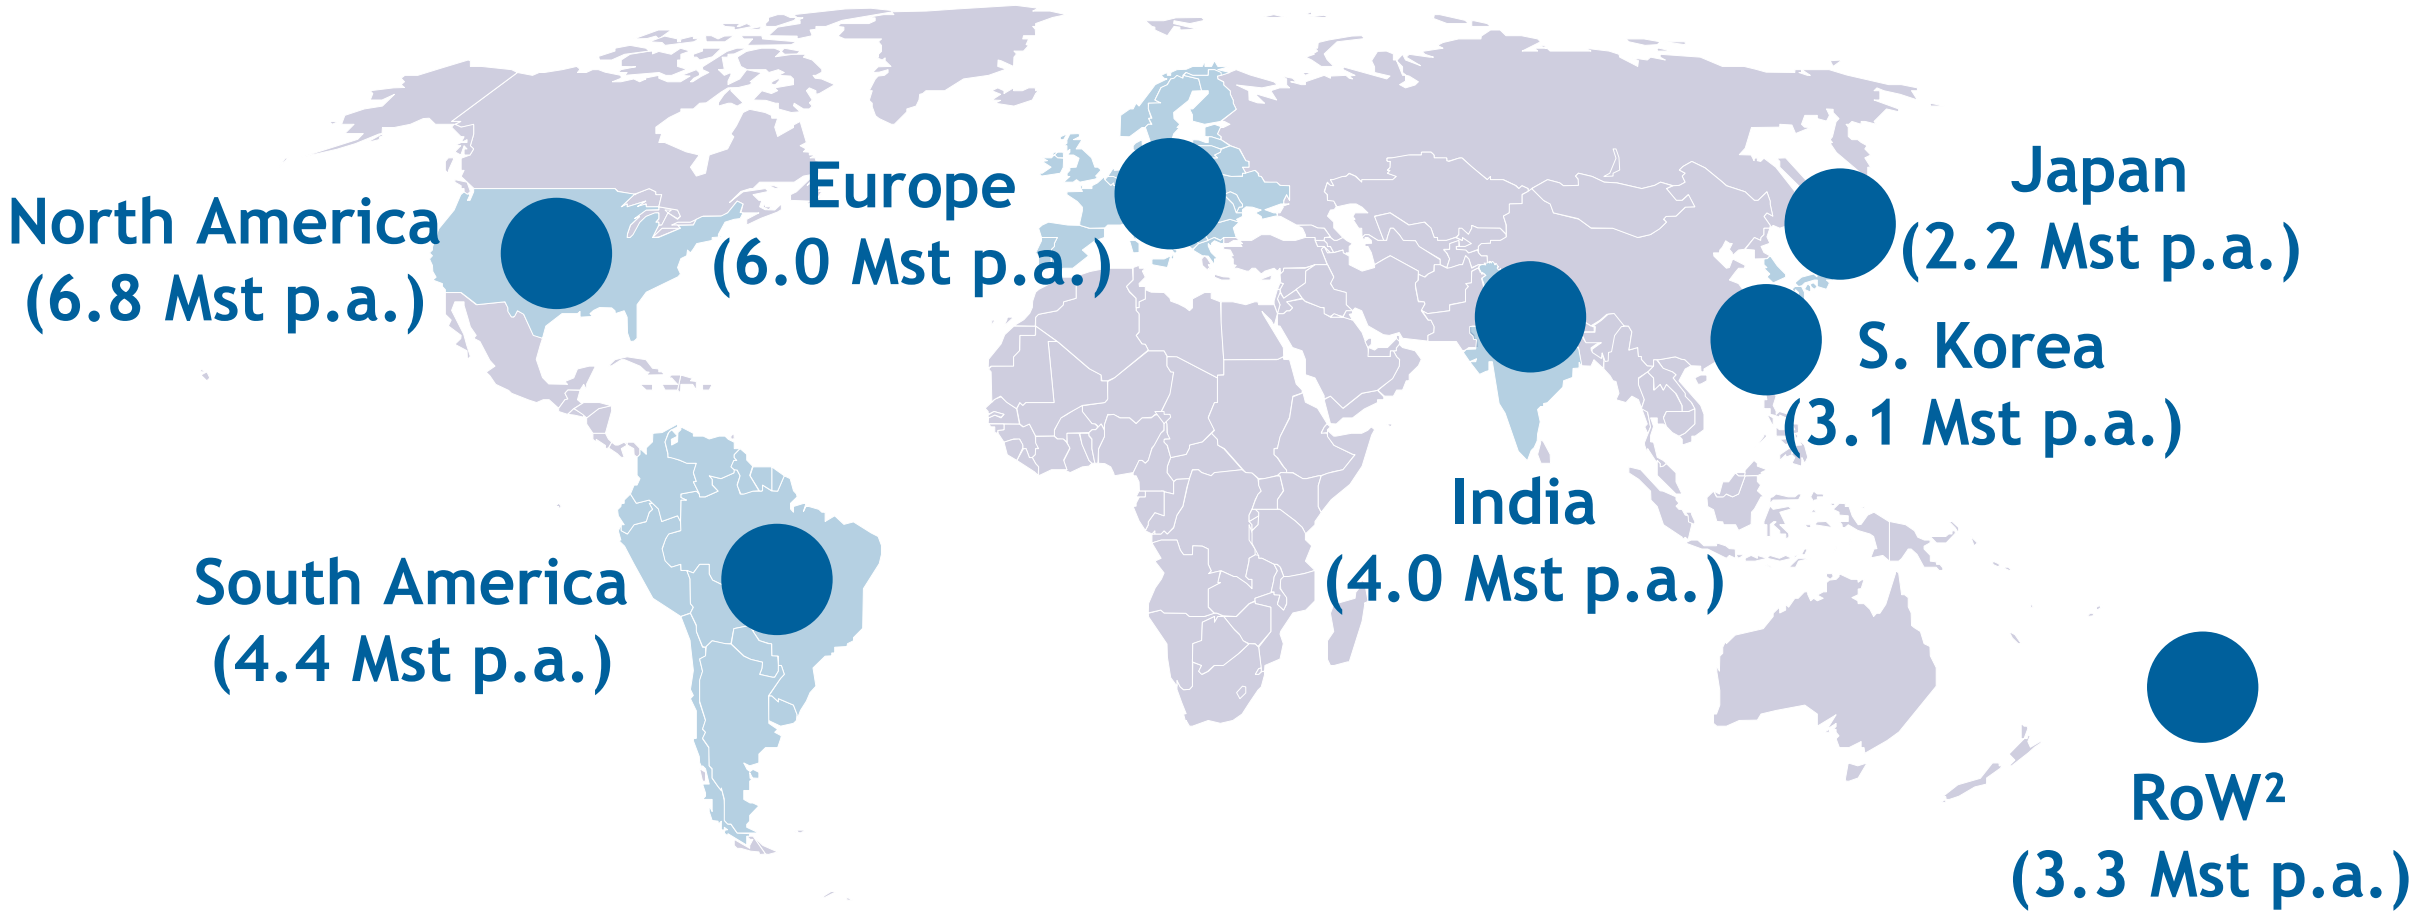 North America
(6.8 Mst p.a.)
Europe
(6.0 Mst p.a.)
Japan
(2.2 Mst p.a.)
S. Korea
(3.1 Mst p.a.)
India
(4.0 Mst p.a.)
South America
(4.4 Mst p.a.)
RoW²
(3.3 Mst p.a.)